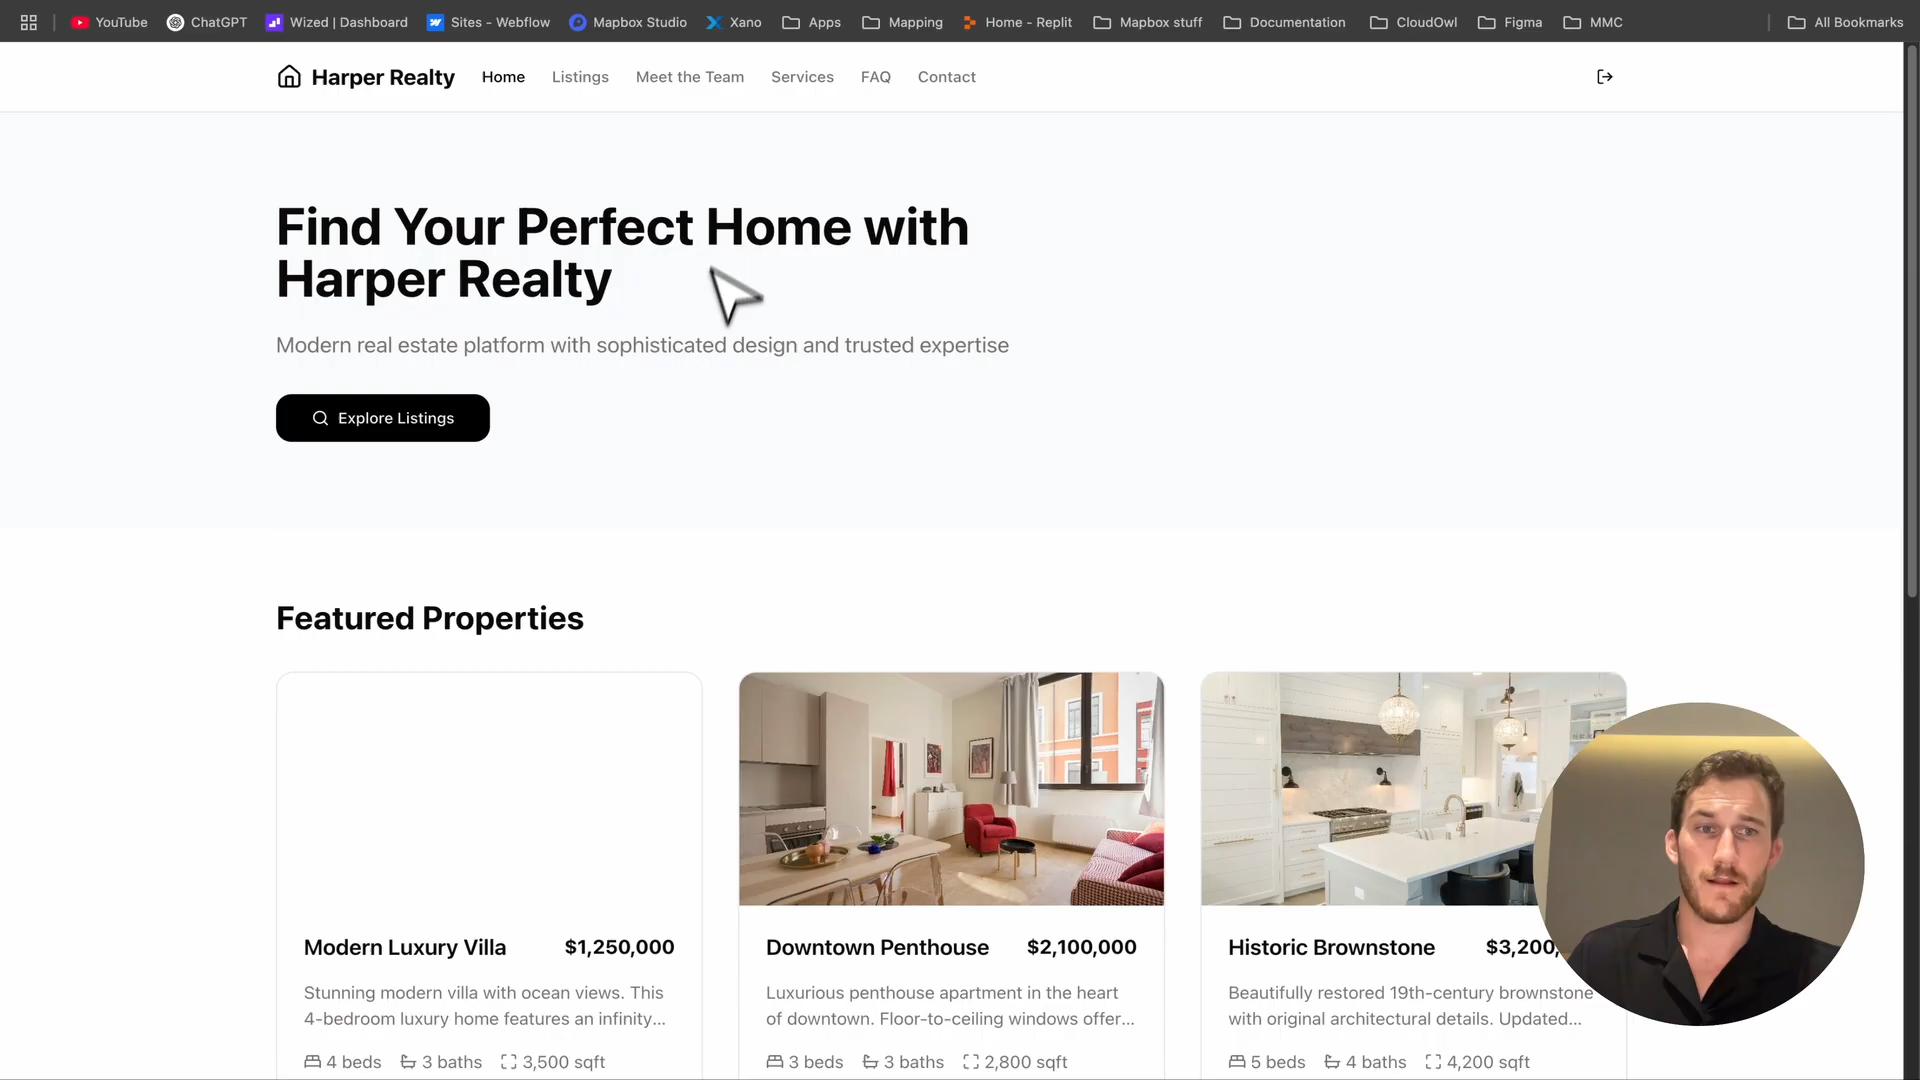 YouTube
ChatGPT
Wized | Dashboard
Sites - Webflow
Mapbox Studio
Xano
Apps
Mapping
Home - Replit
Mapbox stuff
Documentation
CloudOwl
Figma
MMC
All Bookmarks
Harper Realty
Home
Listings
Meet the Team
Services
FAQ
Contact
Find Your Perfect Home with
Harper Realty
Modern real estate platform with sophisticated design and trusted expertise
Explore Listings
Featured Properties
Modern Luxury Villa
$1,250,000
Stunning modern villa with ocean views. This
4-bedroom luxury home features an infinity...
4 beds
3 baths
3,500 sqft
Downtown Penthouse
$2,100,000
Luxurious penthouse apartment in the heart
of downtown. Floor-to-ceiling windows offer...
3 beds
3 baths
2,800 sqft
Historic Brownstone
$3,200,
Beautifully restored 19th-century brownstone
with original architectural details. Updated...
5 beds
4 baths
4,200 sqft